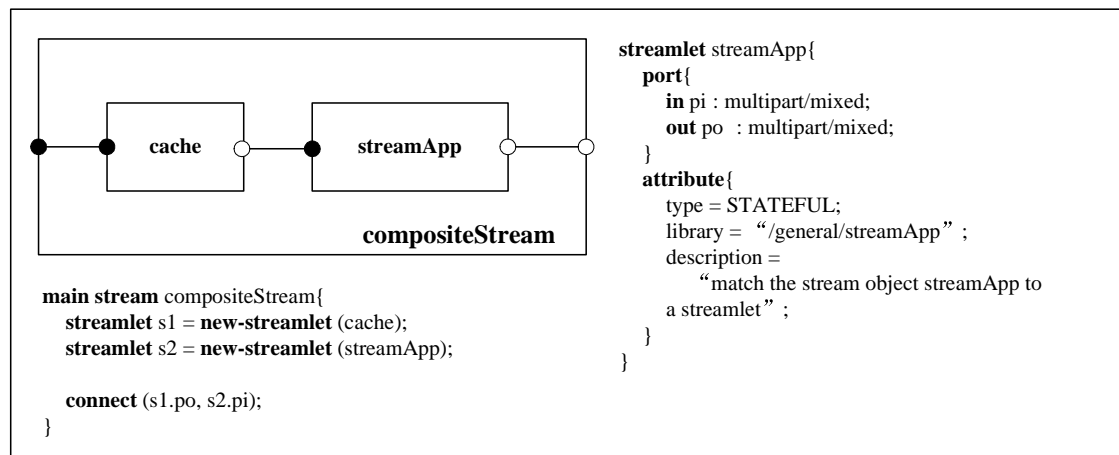 cache
streamApp
compositeStream
main stream compositeStream{
streamlet s1 = new-streamlet (cache);
streamlet s2 = new-streamlet (streamApp);
connect (s1.po, s2.pi);
}
streamlet streamApp{
port{
in pi : multipart/mixed;
out po : multipart/mixed;
}
attribute{
type = STATEFUL;
library = “/general/streamApp”;
description =
“match the stream object streamApp to
a streamlet”;
}
}